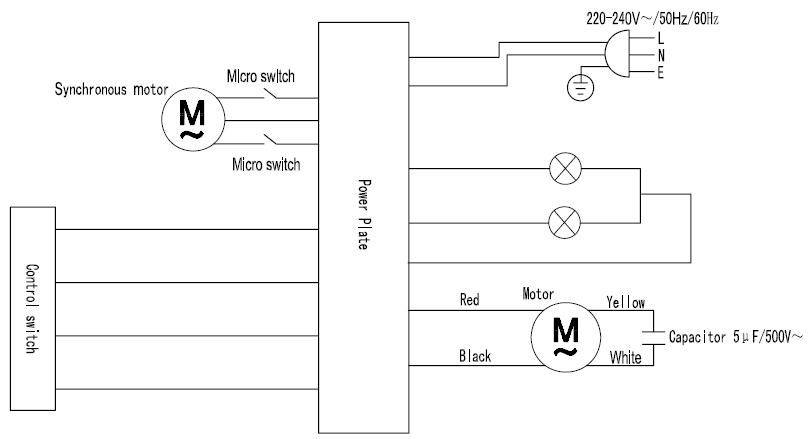 220-240V～/50Hz/60Hz
L
N
E
Micro switch
Synchronous motor
M
～
Micro switch
Power Plate
Control switch
Red
Motor
Yellow
M
～
Capacitor 5μF/500V～
Black
White